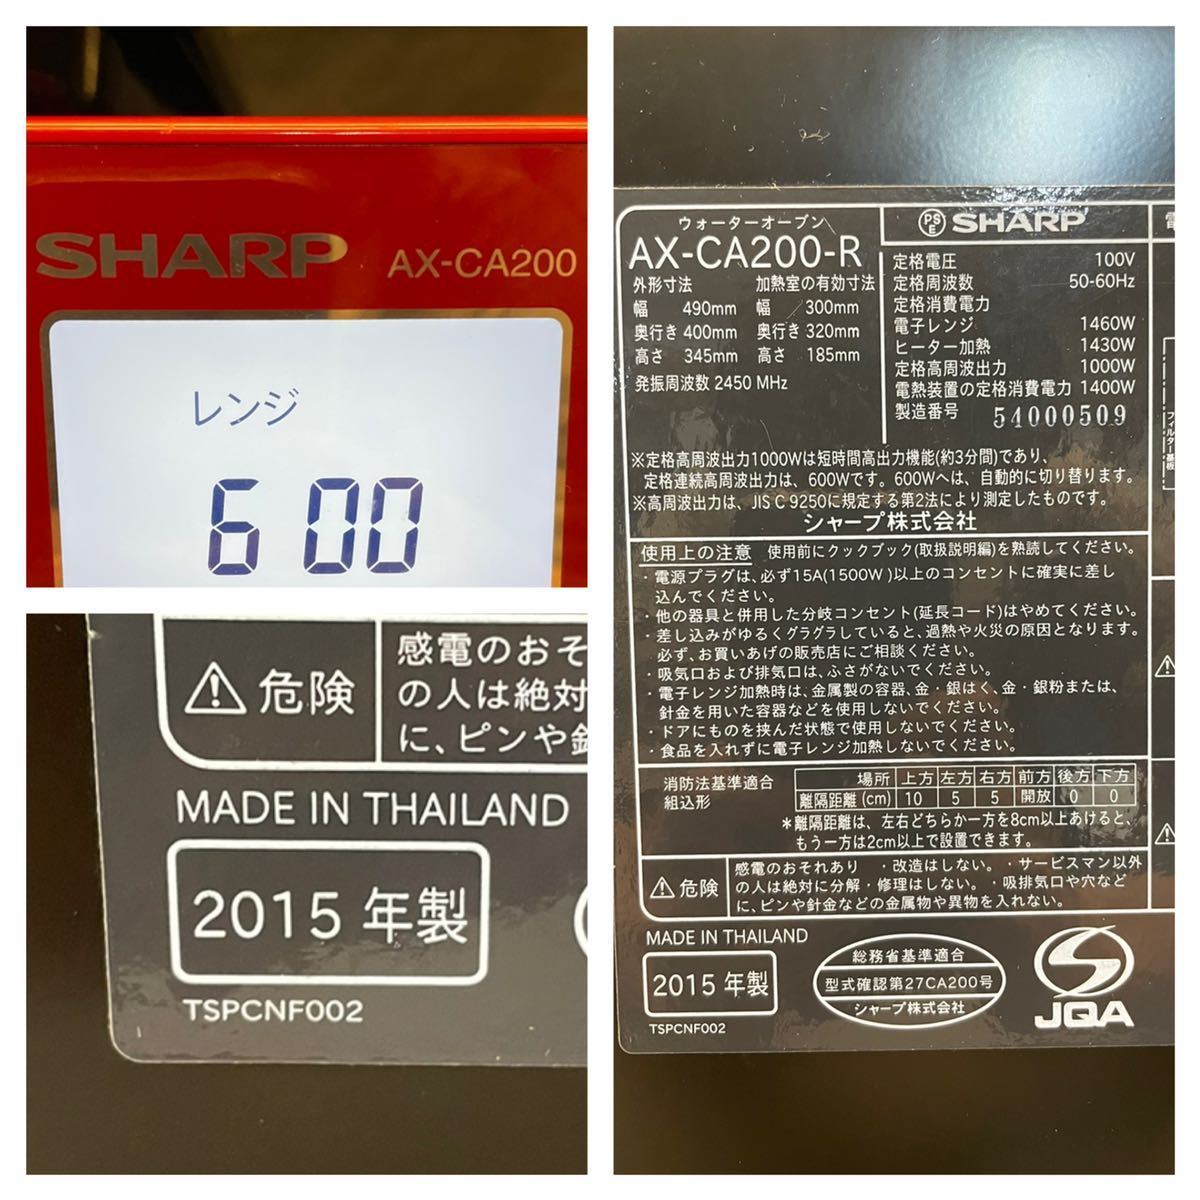 SHARP AX-CA200
レンジ
600
感電のおそ
の人は絶対
に、ピンや針
⚠危険
MADE IN THAILAND
2015年製
TSPCNF002
ウォーターオーブン
AX-CA200-R
外形寸法 加熱室の有効寸法
幅 490mm 幅 300mm
奥行き 400mm 奥行き 320mm
高さ 345mm 高さ 185mm
発振周波数 2450 MHz
PSE SHARP
定格電圧 100V
定格周波数 50-60Hz
定格消費電力
電子レンジ 1460W
ヒーター加熱 1430W
定格高周波出力 1000W
電熱装置の定格消費電力 1400W
製造番号 54000509
※定格高周波出力1000Wは短時間高出力機能(約3分間)であり、
定格連続高周波出力は、600Wです。600Wへは、自動的に切り替ります。
※高周波出力は、JIS C 9250に規定する第2法により測定したものです。
シャープ株式会社
使用上の注意 使用前にクックブック(取扱説明編)を熟読してください。
・電源プラグは、必ず15A(1500W)以上のコンセントに確実に差し
込んでください。
・他の器具と併用した分岐コンセント(延長コード)はやめてください。
・差し込みがゆるくグラグラしていると、過熱や火災の原因となります。
必ず、お買いあげの販売店にご相談ください。
・吸気口および排気口は、ふさがないでください。
・電子レンジ加熱時は、金属製の容器、金・銀はく、金・銀粉または、
針金を用いた容器などを使用しないでください。
・ドアにものを挟んだ状態で使用しないでください。
・食品を入れずに電子レンジ加熱しないでください。
消防法基準適合
組込形
場所 上方 左方 右方 前方 後方 下方
離隔距離(cm) 10 5 5 開放 0 0
＊離隔距離は、左右どちらか一方を8cm以上あけると、
もう一方は2cm以上で設置できます。
⚠危険
感電のおそれあり ・改造はしない。・サービスマン以外
の人は絶対に分解・修理はしない。・吸排気口や穴など
に、ピンや針金などの金属物や異物を入れない。
MADE IN THAILAND
2015年製
TSPCNF002
総務省基準適合
型式確認第27CA200号
シャープ株式会社
JQA
フィルター基板